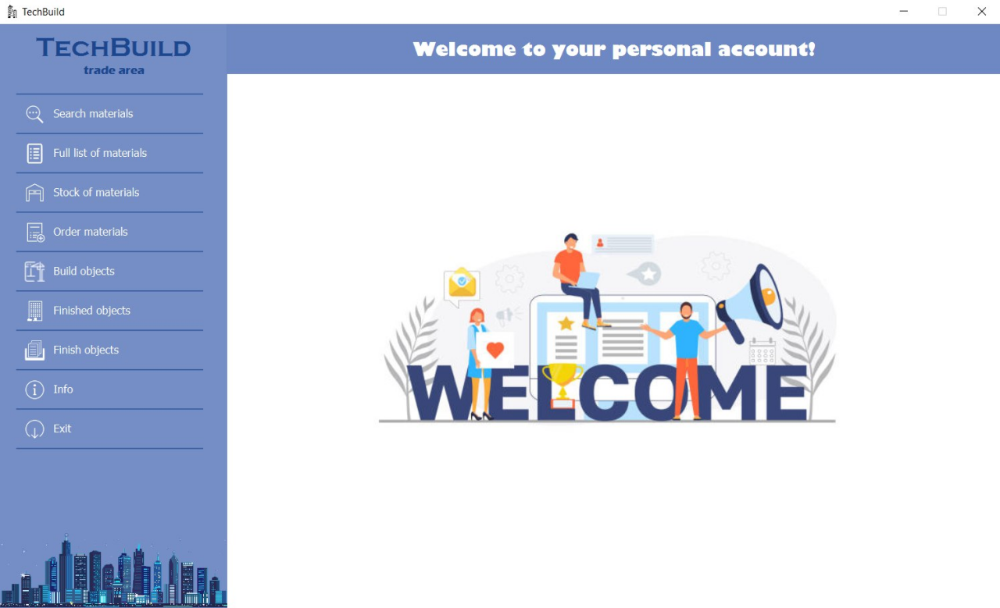 TechBuild
TECHBUILD
trade area
Welcome to your personal account!
Search materials
Full list of materials
Stock of materials
Order materials
Build objects
Finished objects
Finish objects
Info
Exit
WELCOME